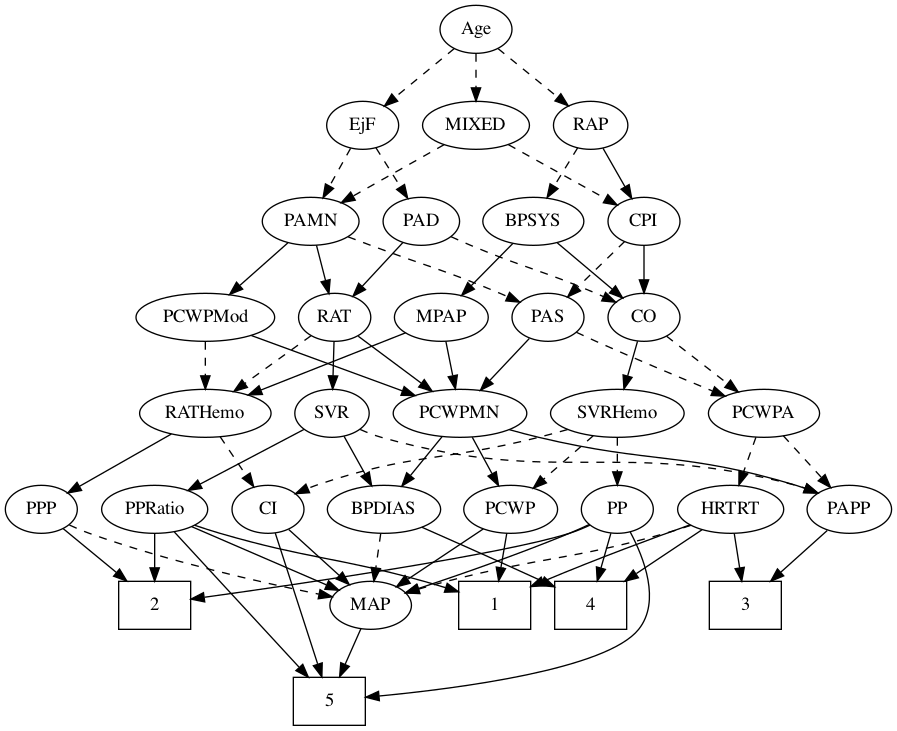 Age
EjF
MIXED
RAP
PAMN
PAD
BPSYS
CPI
PCWPMod
RAT
MPAP
PAS
CO
RATHemo
SVR
PCWPMN
SVRHemo
PCWPA
PPP
PPRatio
CI
BPDIAS
PCWP
PP
HRTRT
PAPP
2
MAP
1
4
3
5